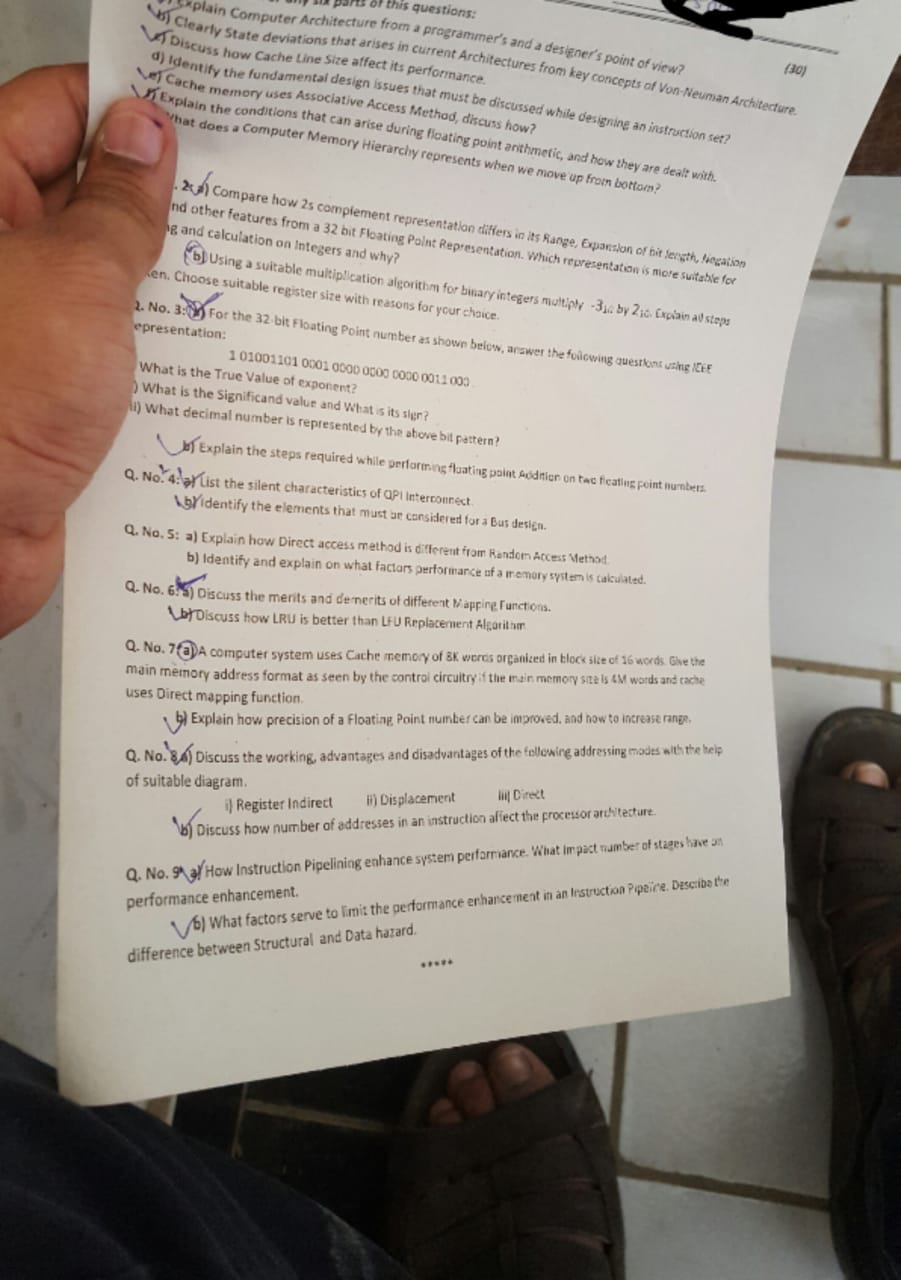 any six parts of this questions:
(30)
Explain Computer Architecture from a programmer's and a designer's point of view?
b) Clearly State deviations that arises in current Architectures from key concepts of Von-Neuman Architecture.
c) Discuss how Cache Line Size affect its performance.
d) Identify the fundamental design issues that must be discussed while designing an instruction set?
e) Cache memory uses Associative Access Method, discuss how?
f) Explain the conditions that can arise during floating point arithmetic, and how they are dealt with.
What does a Computer Memory Hierarchy represents when we move up from bottom?
. 2: a) Compare how 2s complement representation differs in its Range, Expansion of bit length, Negation
nd other features from a 32 bit Floating Point Representation. Which representation is more suitable for
g and calculation on Integers and why?
b) Using a suitable multiplication algorithm for binary integers multiply -3₁₀ by 2₁₀. Explain all steps
en. Choose suitable register size with reasons for your choice.
Q. No. 3: a) For the 32-bit Floating Point number as shown below, answer the following questions using IEEE
epresentation:
1 01001101 0001 0000 0000 0000 0011 000
What is the True Value of exponent?
) What is the Significand value and What is its sign?
ii) What decimal number is represented by the above bit pattern?
b) Explain the steps required while performing floating point Addition on two floating point numbers.
Q. No. 4: a) List the silent characteristics of QPI Interconnect.
b) Identify the elements that must be considered for a Bus design.
Q. No. 5: a) Explain how Direct access method is different from Random Access Method.
b) Identify and explain on what factors performance of a memory system is calculated.
Q. No. 6: a) Discuss the merits and demerits of different Mapping Functions.
b) Discuss how LRU is better than LFU Replacement Algorithm
Q. No. 7 (a) A computer system uses Cache memory of 8K words organized in block size of 16 words. Give the
main memory address format as seen by the control circuitry if the main memory size is 4M words and cache
uses Direct mapping function.
b) Explain how precision of a Floating Point number can be improved, and how to increase range.
Q. No. 8 a) Discuss the working, advantages and disadvantages of the following addressing modes with the help
of suitable diagram.
i) Register Indirect ii) Displacement iii) Direct
b) Discuss how number of addresses in an instruction affect the processor architecture.
Q. No. 9 a) How Instruction Pipelining enhance system performance. What impact number of stages have on
performance enhancement.
b) What factors serve to limit the performance enhancement in an Instruction Pipeline. Describe the
difference between Structural and Data hazard.
*****